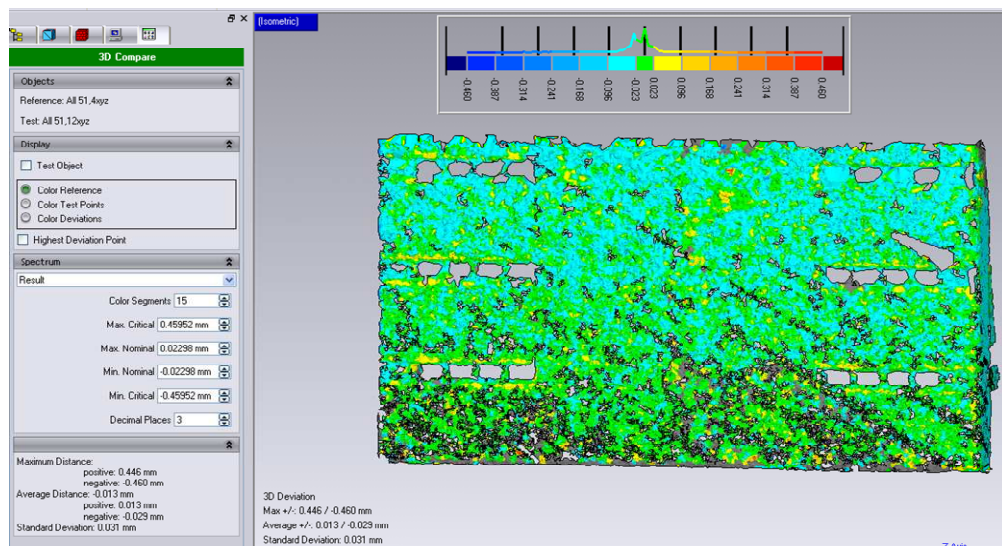 (Isometric)
3D Compare
Objects
Reference: All 51,4xyz
Test: All 51,12xyz
Display
Test Object
Color Reference
Color Test Points
Color Deviations
Highest Deviation Point
Spectrum
Result
Color Segments 15
Max. Critical 0.45952 mm
Max. Nominal 0.02298 mm
Min. Nominal -0.02298 mm
Min. Critical -0.45952 mm
Decimal Places 3
Maximum Distance:
positive: 0.446 mm
negative: -0.460 mm
Average Distance: -0.013 mm
positive: 0.013 mm
negative: -0.029 mm
Standard Deviation: 0.031 mm
-0.460
-0.387
-0.314
-0.241
-0.168
-0.096
-0.023
0.023
0.096
0.168
0.241
0.314
0.387
0.460
3D Deviation
Max +/-: 0.446 / -0.460 mm
Average +/-: 0.013 / -0.029 mm
Standard Deviation: 0.031 mm